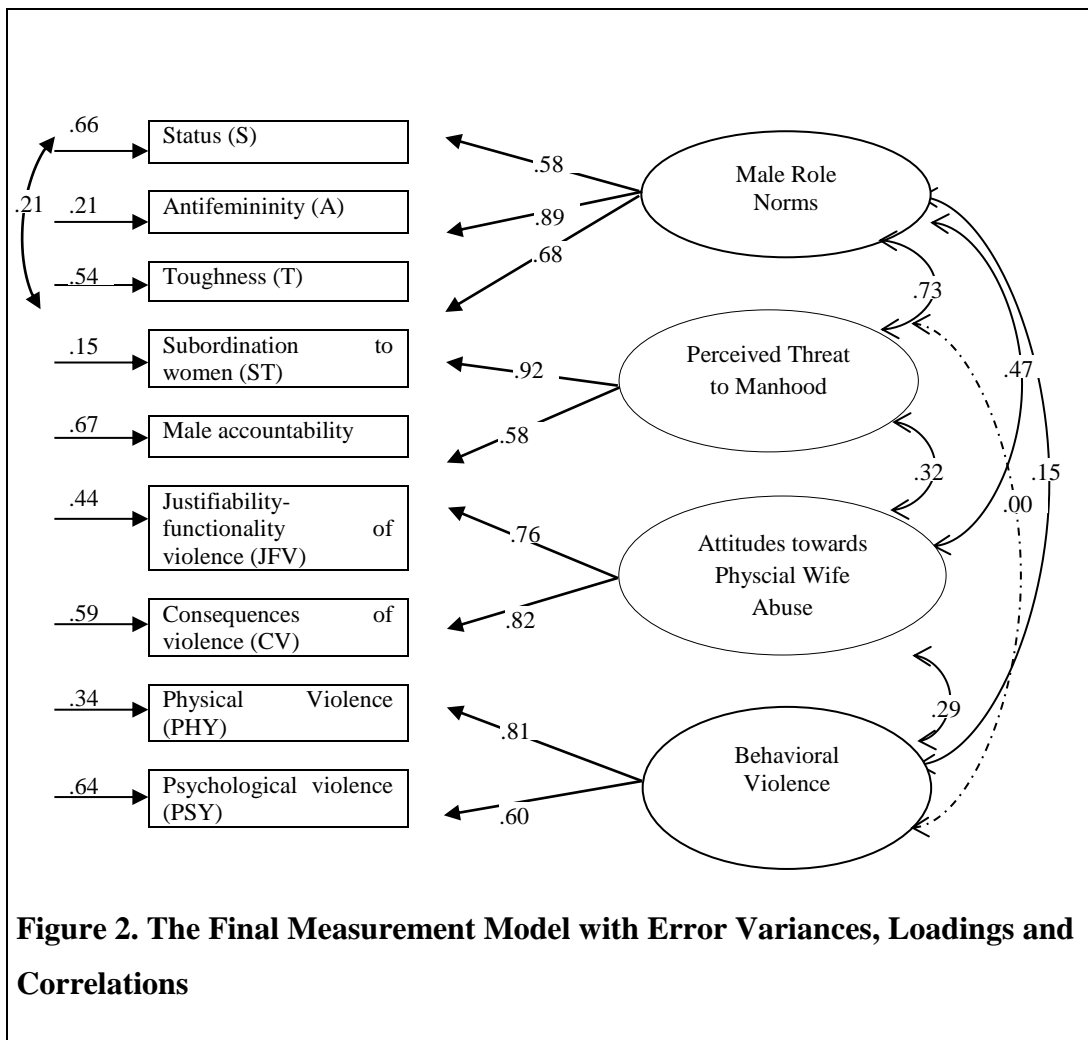 .66
Status (S)
.58
Male Role
Norms
.21
.21
Antifemininity (A)
.89
.68
.54
Toughness (T)
.73
.15
Subordination to
women (ST)
.92
Perceived Threat
to Manhood
.47
.67
Male accountability
.58
.32
.15
.00
.44
Justifiability-
functionality of
violence (JFV)
.76
Attitudes towards
Physcial Wife
Abuse
.59
Consequences of
violence (CV)
.82
.34
Physical Violence
(PHY)
.81
.29
Behavioral
Violence
.64
Psychological violence
(PSY)
.60
Figure 2. The Final Measurement Model with Error Variances, Loadings and
Correlations